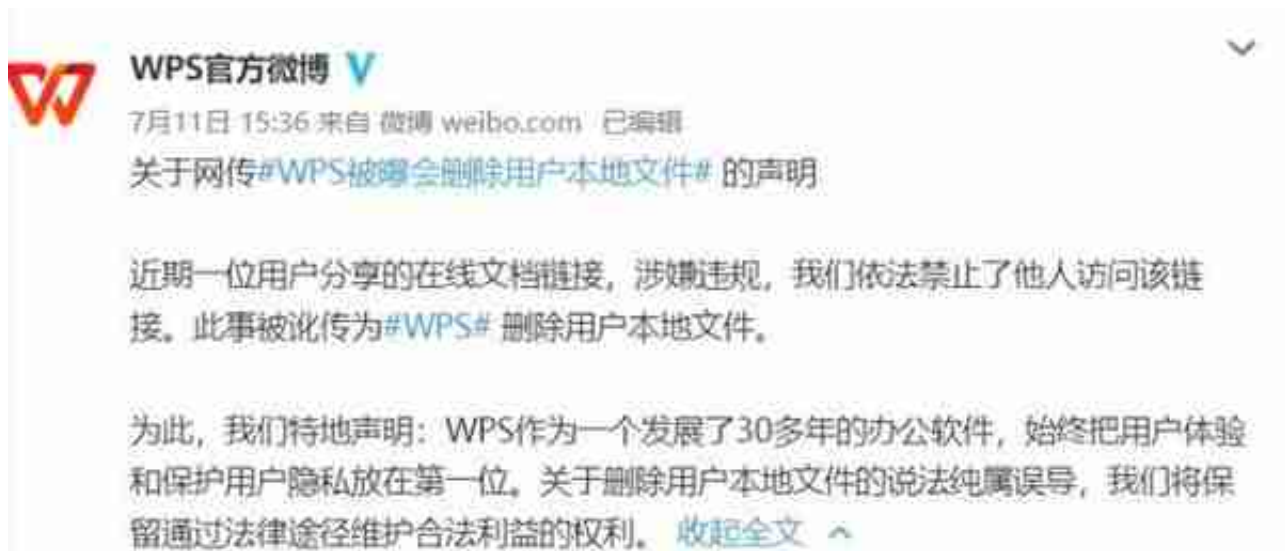 WPS官方微博 V
7月11日 15:36 来自 微博 weibo.com 已编辑
关于网传#WPS被曝会删除用户本地文件# 的声明
近期一位用户分享的在线文档链接，涉嫌违规，我们依法禁止了他人访问该链
接。此事被讹传为#WPS# 删除用户本地文件。
为此，我们特地声明：WPS作为一个发展了30多年的办公软件，始终把用户体验
和保护用户隐私放在第一位。关于删除用户本地文件的说法纯属误导，我们将保
留通过法律途径维护合法利益的权利。 收起全文